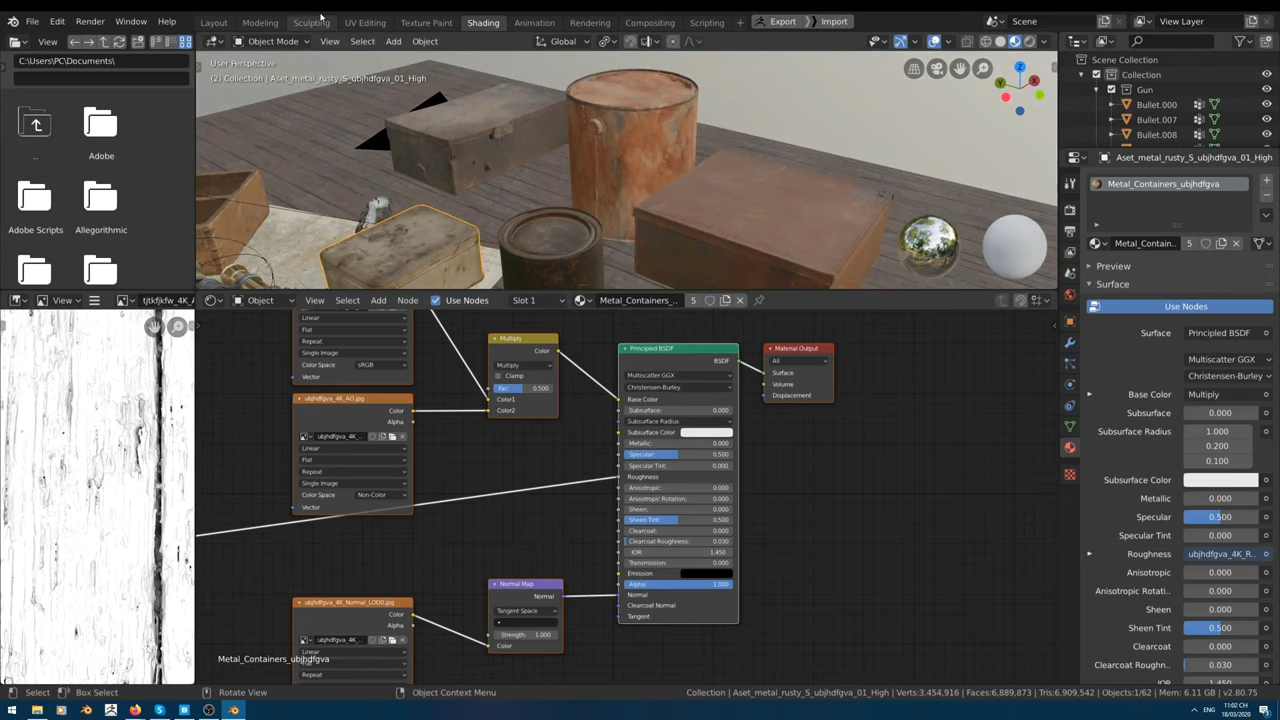 File Edit Render Window Help Layout Modeling Sculpting UV Editing Texture Paint Shading Animation Rendering Compositing Scripting + Export Import Scene View Layer
View Object Mode View Select Add Object Global
C:\Users\PC\Documents\
User Perspective
(2) Collection | Aset_metal_rusty_S_ubjhdfgva_01_High
..
Adobe
Adobe Scripts
Allegorithmic
Z
Y
X
Scene Collection
Collection
Gun
Bullet.000
Bullet.007
Bullet.008
Aset_metal_rusty_S_ubjhdfgva_01_High
Metal_Containers_ubjhdfgva
Metal_Contain.. 5
Preview
Surface
Use Nodes
Surface Principled BSDF
Multiscatter GGX
Christensen-Burley
Base Color Multiply
Subsurface 0.000
Subsurface Radius 1.000
0.200
0.100
Subsurface Color
Metallic 0.000
Specular 0.500
Specular Tint 0.000
Roughness ubjhdfgva_4K_R..
Anisotropic 0.000
Anisotropic Rotati.. 0.000
Sheen 0.000
Sheen Tint 0.500
Clearcoat 0.000
Clearcoat Roughn.. 0.030
IOR 1.450
View
Object View Select Add Node Use Nodes Slot 1 Metal_Containers_.. 5
Linear
Flat
Repeat
Single Image
Color Space sRGB
Vector
ubjhdfgva_4K_AO.jpg
Color
Alpha
ubjhdfgva_4K_..
Linear
Flat
Repeat
Single Image
Color Space Non-Color
Vector
ubjhdfgva_4K_Normal_LOD0.jpg
Color
Alpha
ubjhdfgva_4K_..
Linear
Repeat
Multiply
Color
Multiply
Clamp
Fac: 0.500
Color1
Color2
Normal Map
Normal
Tangent Space
Strength: 1.000
Color
Principled BSDF
BSDF
Multiscatter GGX
Christensen-Burley
Base Color
Subsurface: 0.000
Subsurface Radius
Subsurface Color
Metallic: 0.000
Specular: 0.500
Specular Tint: 0.000
Roughness
Anisotropic: 0.000
Anisotropic Rotation: 0.000
Sheen: 0.000
Sheen Tint: 0.500
Clearcoat: 0.000
Clearcoat Roughness: 0.030
IOR: 1.450
Transmission: 0.000
Emission
Alpha: 1.000
Normal
Clearcoat Normal
Tangent
Material Output
All
Surface
Volume
Displacement
Metal_Containers_ubjhdfgva
Select Box Select Rotate View Object Context Menu Collection | Aset_metal_rusty_S_ubjhdfgva_01_High | Verts:3,454,916 | Faces:6,889,873 | Tris:6,909,542 | Objects:1/62 | Mem: 6.11 GB | v2.80.75
ENG 11:02 CH
18/03/2020